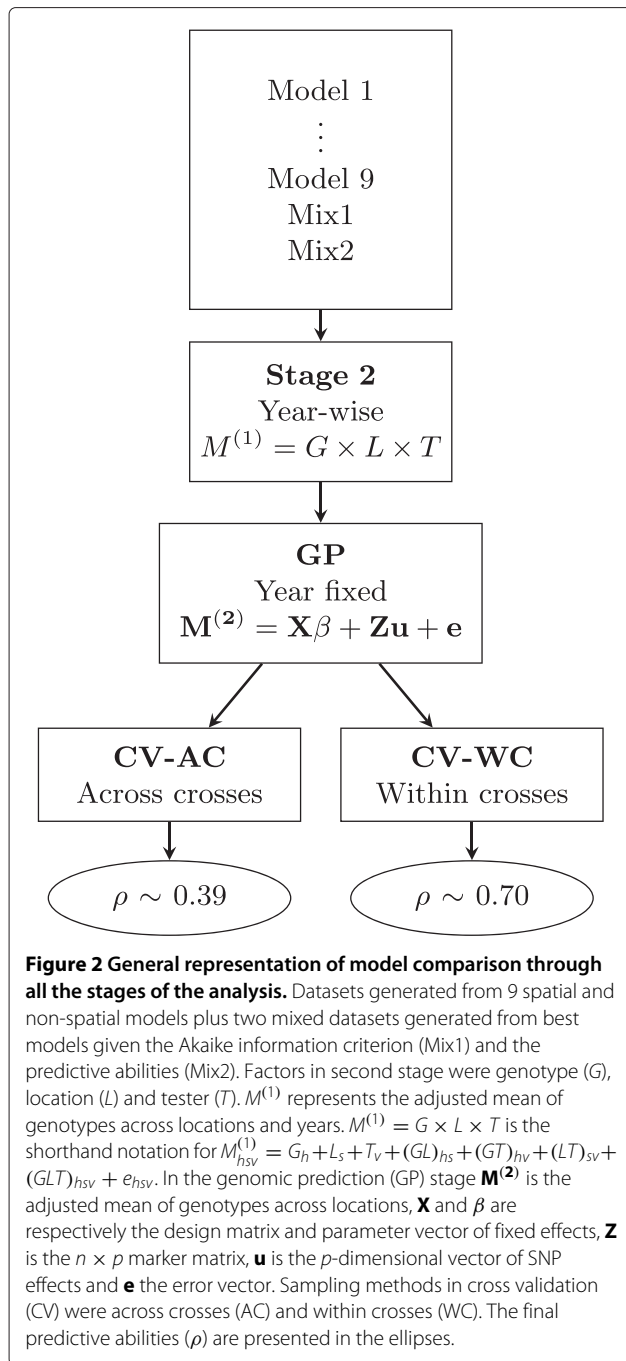 Model 1
⋮
Model 9
Mix1
Mix2
Stage 2
Year-wise
M^(1) = G × L × T
GP
Year fixed
M^(2) = Xβ + Zu + e
CV-AC
Across crosses
CV-WC
Within crosses
ρ ∼ 0.39
ρ ∼ 0.70
Figure 2 General representation of model comparison through
all the stages of the analysis. Datasets generated from 9 spatial and
non-spatial models plus two mixed datasets generated from best
models given the Akaike information criterion (Mix1) and the
predictive abilities (Mix2). Factors in second stage were genotype (G),
location (L) and tester (T). M^(1) represents the adjusted mean of
genotypes across locations and years. M^(1) = G × L × T is the
shorthand notation for M^(1)_hsv = G_h + L_s + T_v + (GL)_hs + (GT)_hv + (LT)_sv +
(GLT)_hsv + e_hsv. In the genomic prediction (GP) stage M^(2) is the
adjusted mean of genotypes across locations, X and β are
respectively the design matrix and parameter vector of fixed effects, Z
is the n × p marker matrix, u is the p-dimensional vector of SNP
effects and e the error vector. Sampling methods in cross validation
(CV) were across crosses (AC) and within crosses (WC). The final
predictive abilities (ρ) are presented in the ellipses.